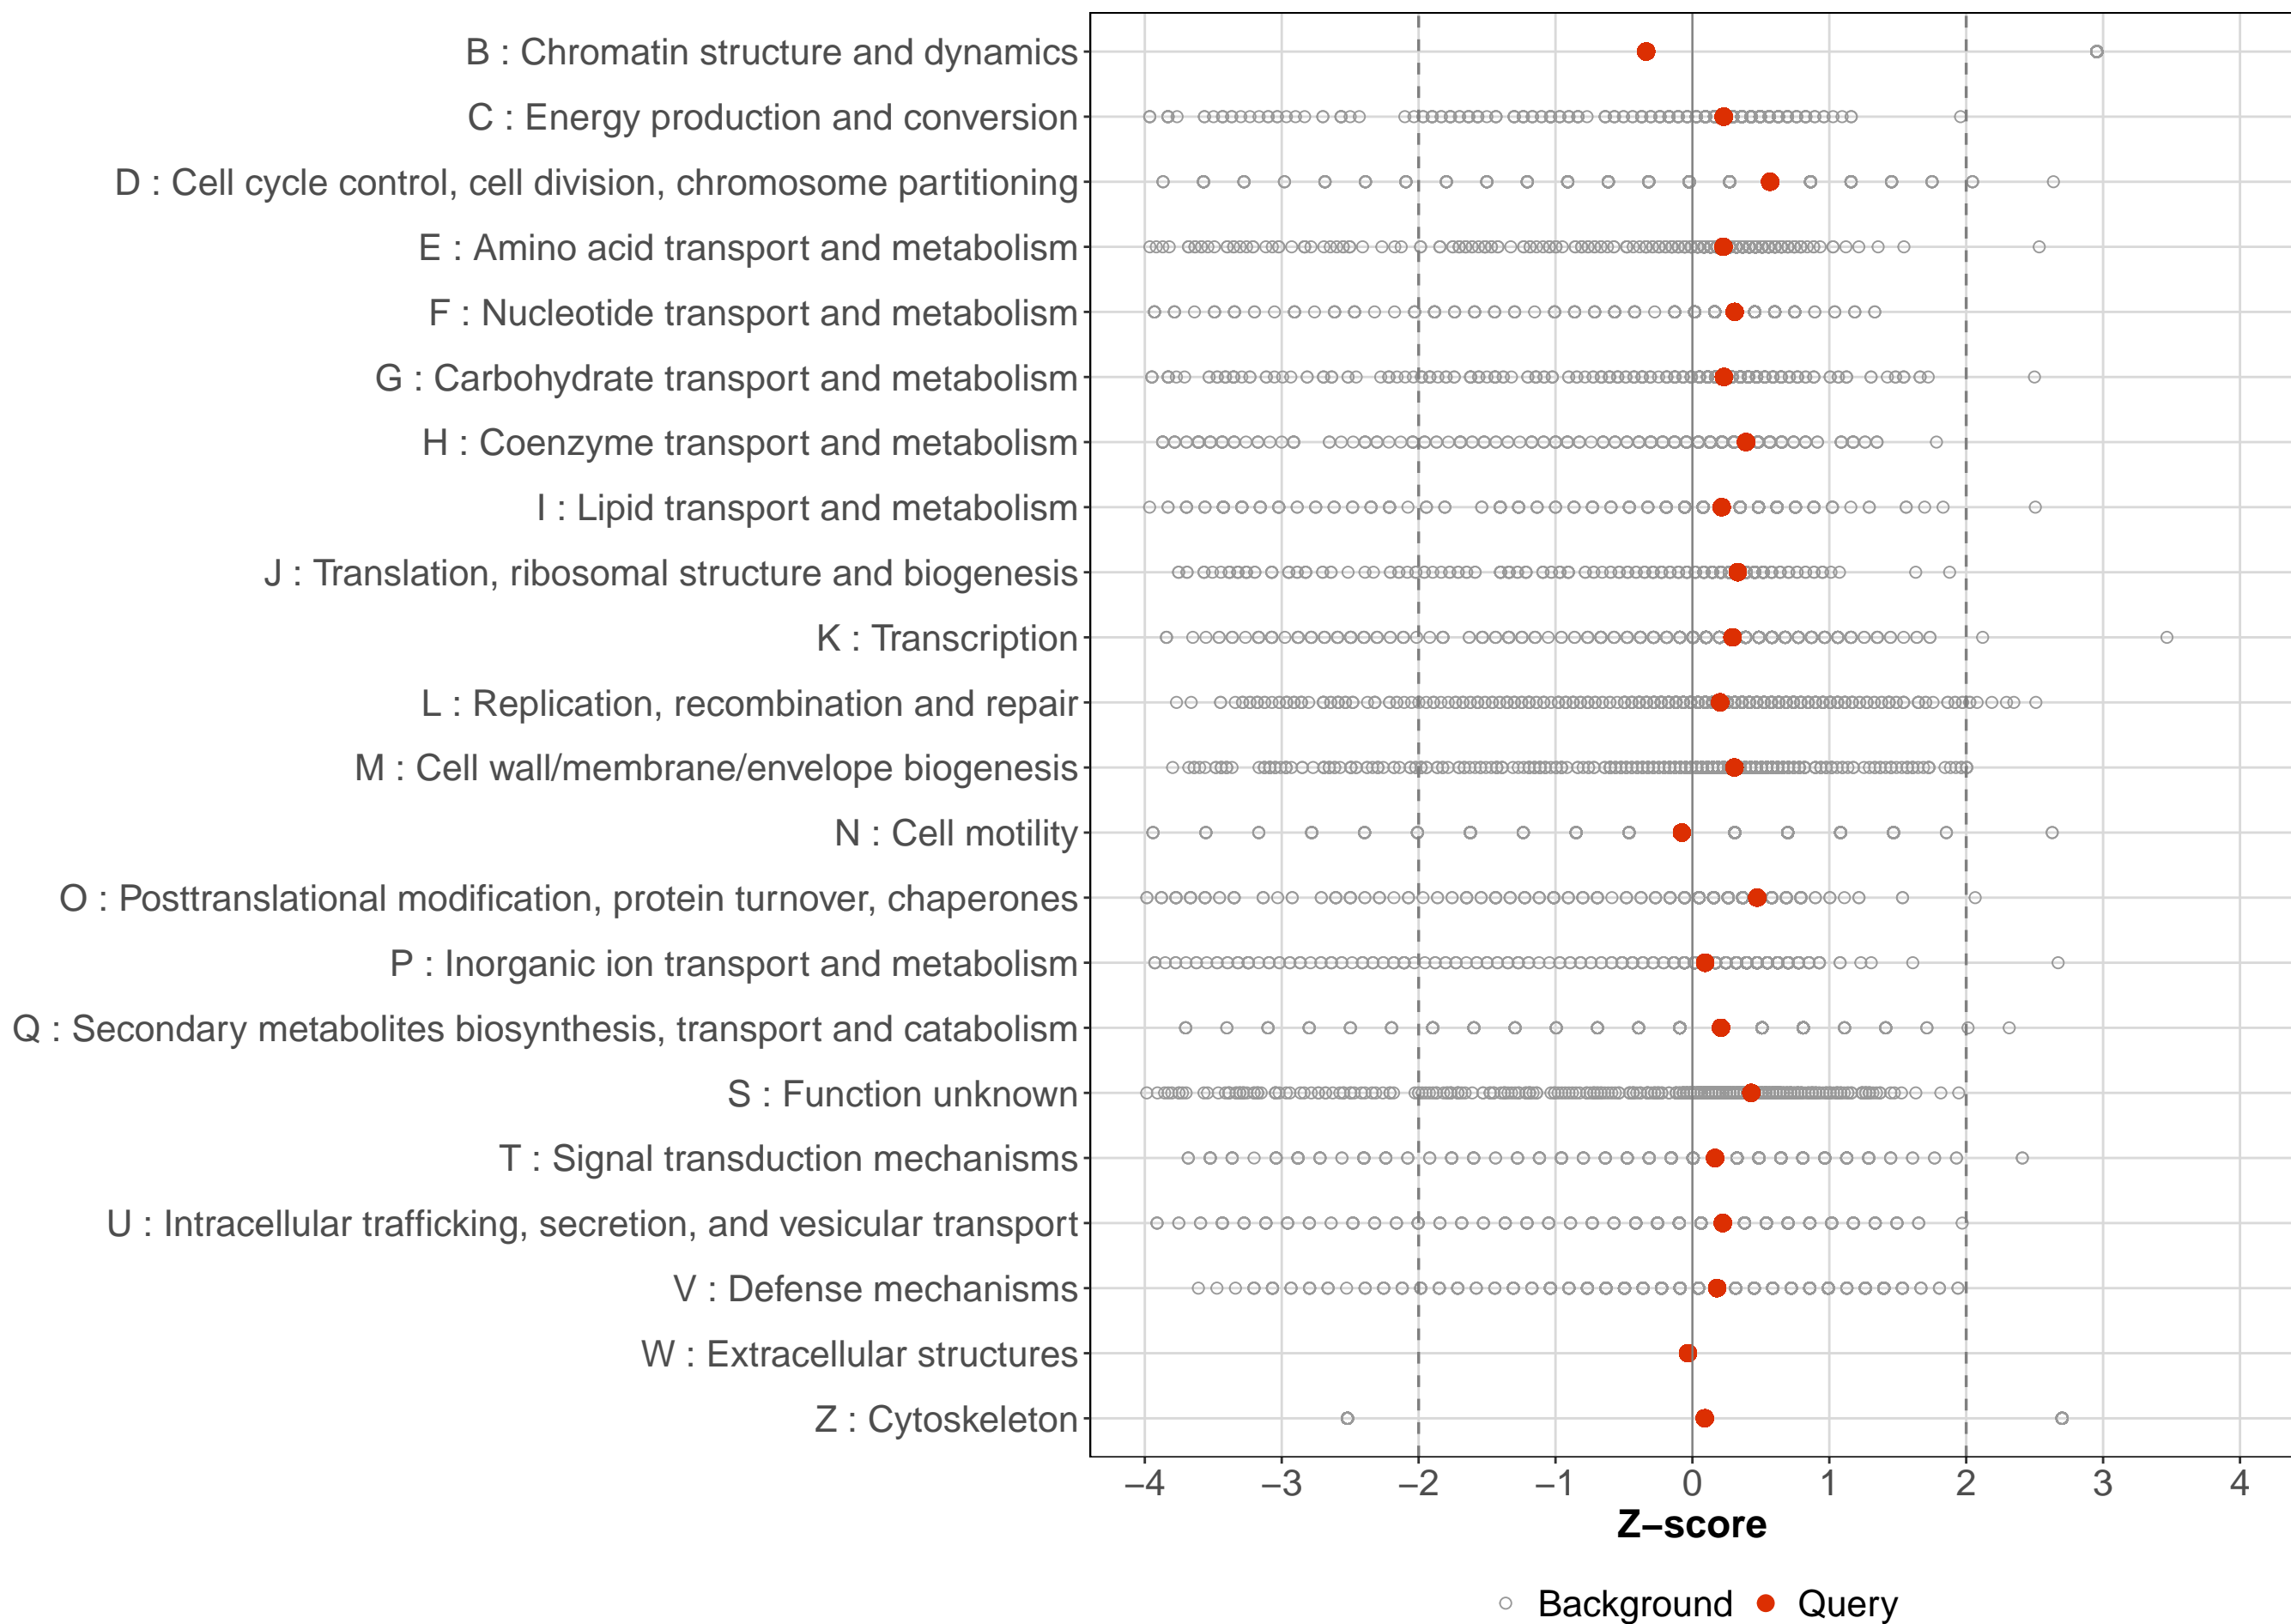 B : Chromatin structure and dynamics
C : Energy production and conversion
D : Cell cycle control, cell division, chromosome partitioning
E : Amino acid transport and metabolism
F : Nucleotide transport and metabolism
G : Carbohydrate transport and metabolism
H : Coenzyme transport and metabolism
I : Lipid transport and metabolism
J : Translation, ribosomal structure and biogenesis
K : Transcription
L : Replication, recombination and repair
M : Cell wall/membrane/envelope biogenesis
N : Cell motility
O : Posttranslational modification, protein turnover, chaperones
P : Inorganic ion transport and metabolism
Q : Secondary metabolites biosynthesis, transport and catabolism
S : Function unknown
T : Signal transduction mechanisms
U : Intracellular trafficking, secretion, and vesicular transport
V : Defense mechanisms
W : Extracellular structures
Z : Cytoskeleton
−4 −3 −2 −1 0 1 2 3 4
Z−score
Background Query